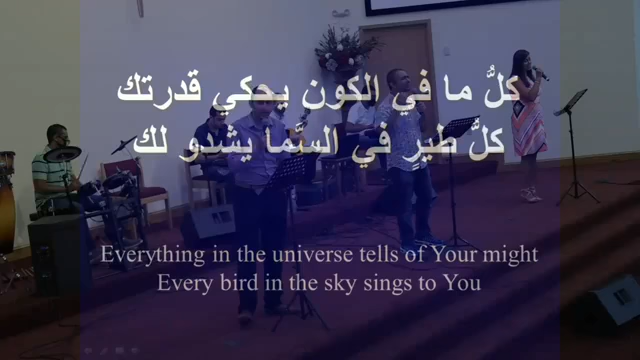 كلُّ ما في الكون يحكي قدرتك
كلُّ طير في السَّما يشدو لك
Everything in the universe tells of Your might
Every bird in the sky sings to You